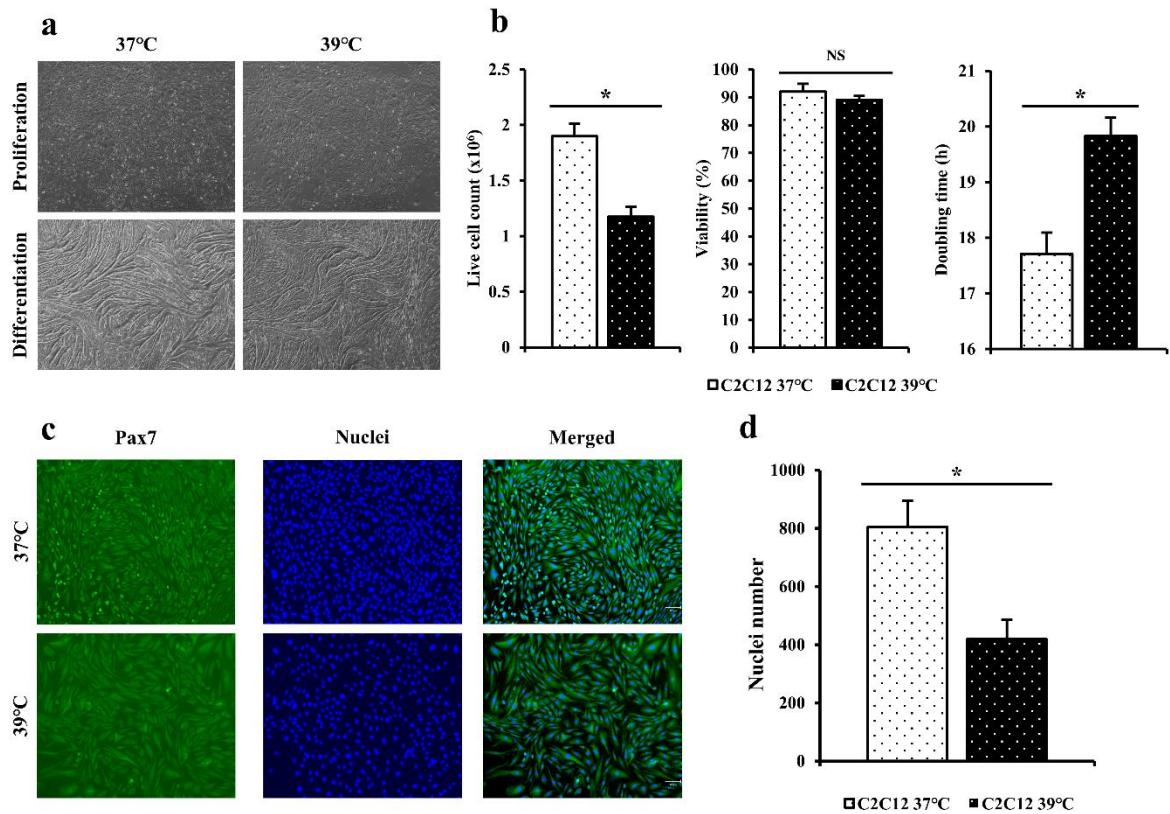 a
37°C
39°C
Proliferation
Differentiation
b
Live cell count (x10⁶)
2.5
2
1.5
1
0.5
0
*
Viability (%)
100
90
80
70
60
50
40
30
20
10
0
NS
Doubling time (h)
21
20
19
18
17
16
*
C2C12 37°C
C2C12 39°C
c
Pax7
Nuclei
Merged
37°C
39°C
d
Nuclei number
1000
800
600
400
200
0
*
C2C12 37°C
C2C12 39°C